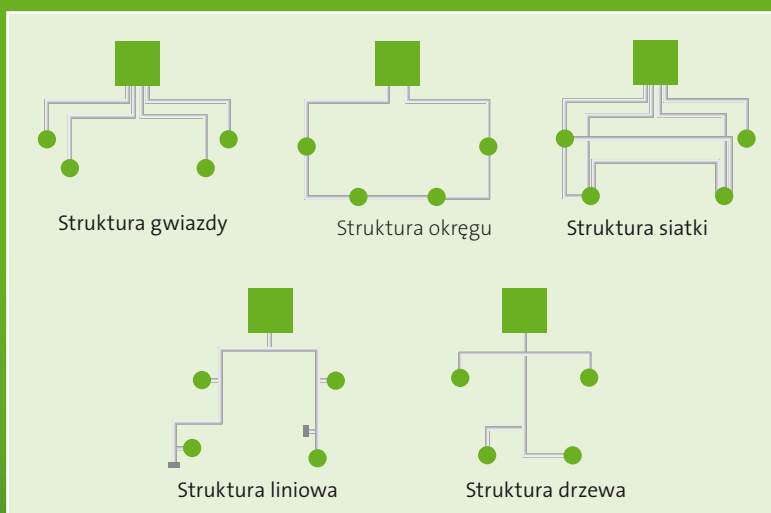 Struktura gwiazdy
Struktura okręgu
Struktura siatki
Struktura liniowa
Struktura drzewa